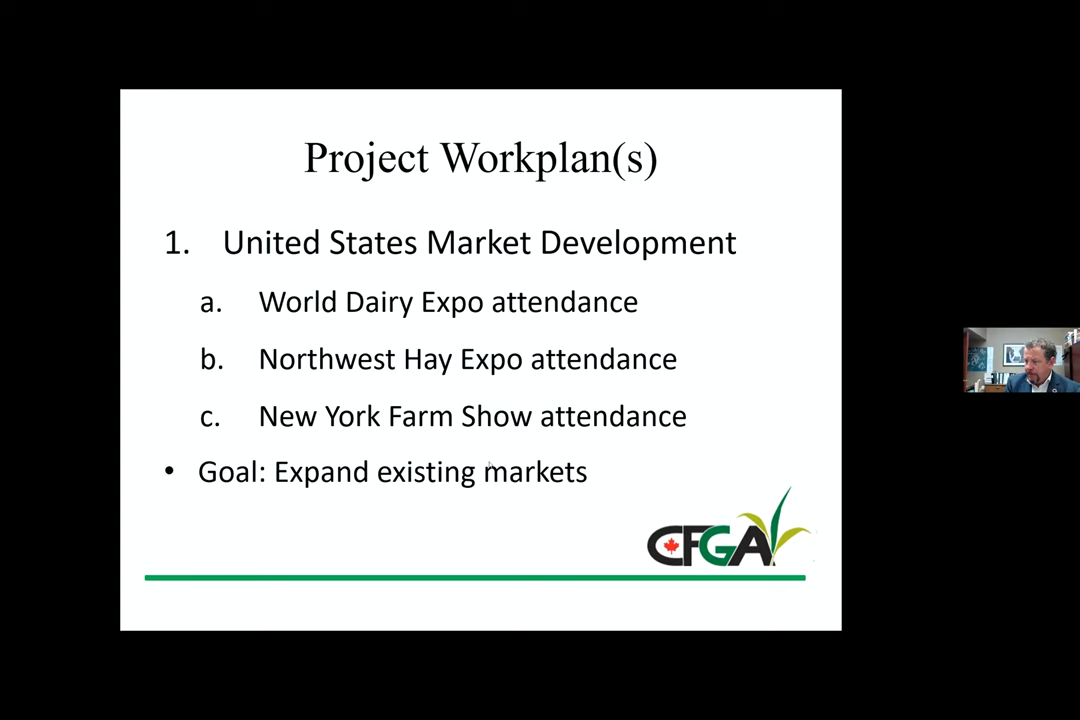 Project Workplan(s)
1. United States Market Development
a. World Dairy Expo attendance
b. Northwest Hay Expo attendance
c. New York Farm Show attendance
• Goal: Expand existing markets
CFGA